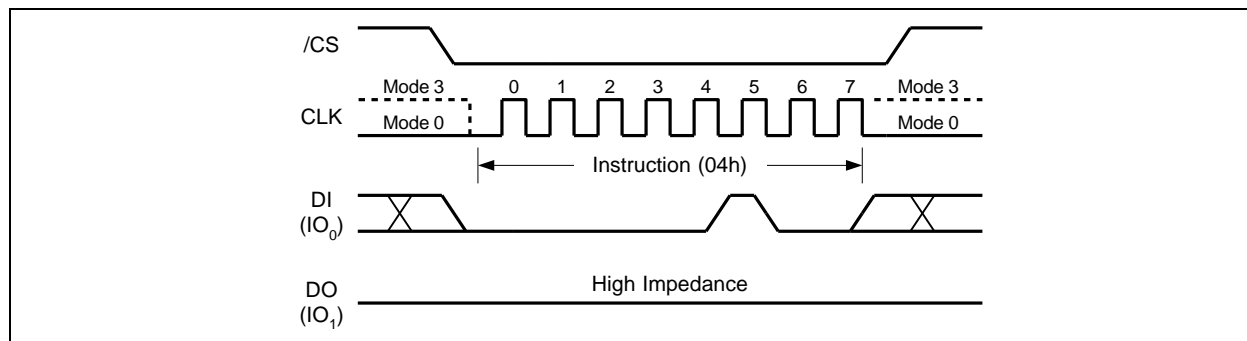 /CS
Mode 3 0 1 2 3 4 5 6 7 Mode 3
CLK
Mode 0 Mode 0
Instruction (04h)
DI
(IO0)
High Impedance
DO
(IO1)